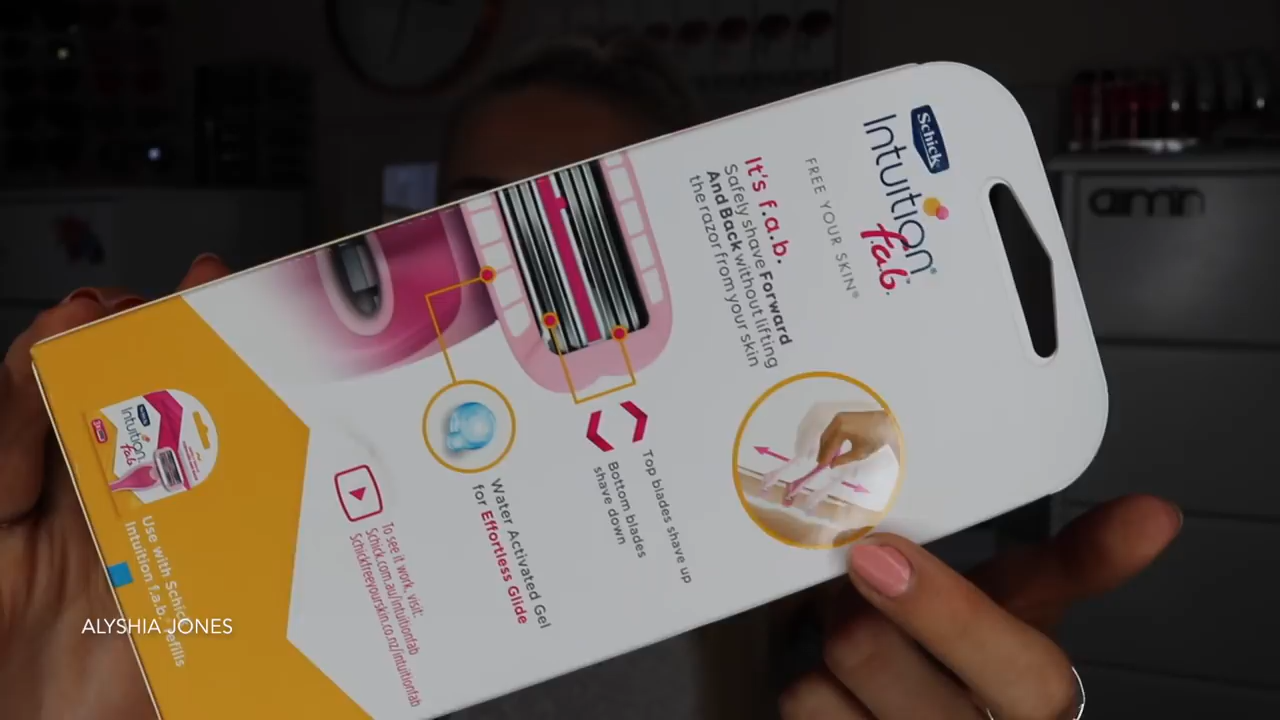 Schick
Intuition®
f.a.b.
FREE YOUR SKIN®
It's f.a.b.
Safely shave Forward
And Back without lifting
the razor from your skin
Top blades shave up
Bottom blades
shave down
Water Activated Gel
for Effortless Glide
To see it work, visit:
Schick.com.au/intuitionfab
Schickfreeyourskin.co.nz/intuitionfab
Schick
Intuition
f.a.b.
Use with Schick
Intuition f.a.b. refills
ALYSHIA JONES